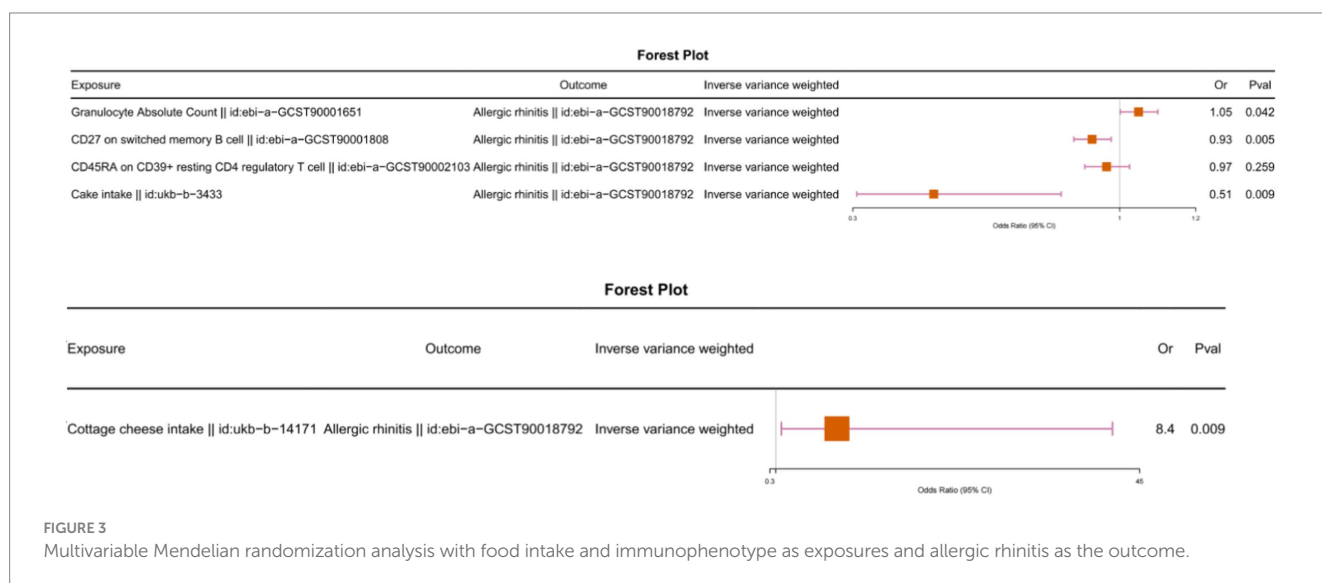 Forest Plot
Exposure Outcome Inverse variance weighted Or Pval
Granulocyte Absolute Count || id:ebi−a−GCST90001651 Allergic rhinitis || id:ebi−a−GCST90018792 Inverse variance weighted 1.05 0.042
CD27 on switched memory B cell || id:ebi−a−GCST90001808 Allergic rhinitis || id:ebi−a−GCST90018792 Inverse variance weighted 0.93 0.005
CD45RA on CD39+ resting CD4 regulatory T cell || id:ebi−a−GCST90002103 Allergic rhinitis || id:ebi−a−GCST90018792 Inverse variance weighted 0.97 0.259
Cake intake || id:ukb−b−3433 Allergic rhinitis || id:ebi−a−GCST90018792 Inverse variance weighted 0.51 0.009
0.3 1 1.2
Odds Ratio (95% CI)
Forest Plot
Exposure Outcome Inverse variance weighted Or Pval
Cottage cheese intake || id:ukb−b−14171 Allergic rhinitis || id:ebi−a−GCST90018792 Inverse variance weighted 8.4 0.009
0.3 45
Odds Ratio (95% CI)
FIGURE 3
Multivariable Mendelian randomization analysis with food intake and immunophenotype as exposures and allergic rhinitis as the outcome.